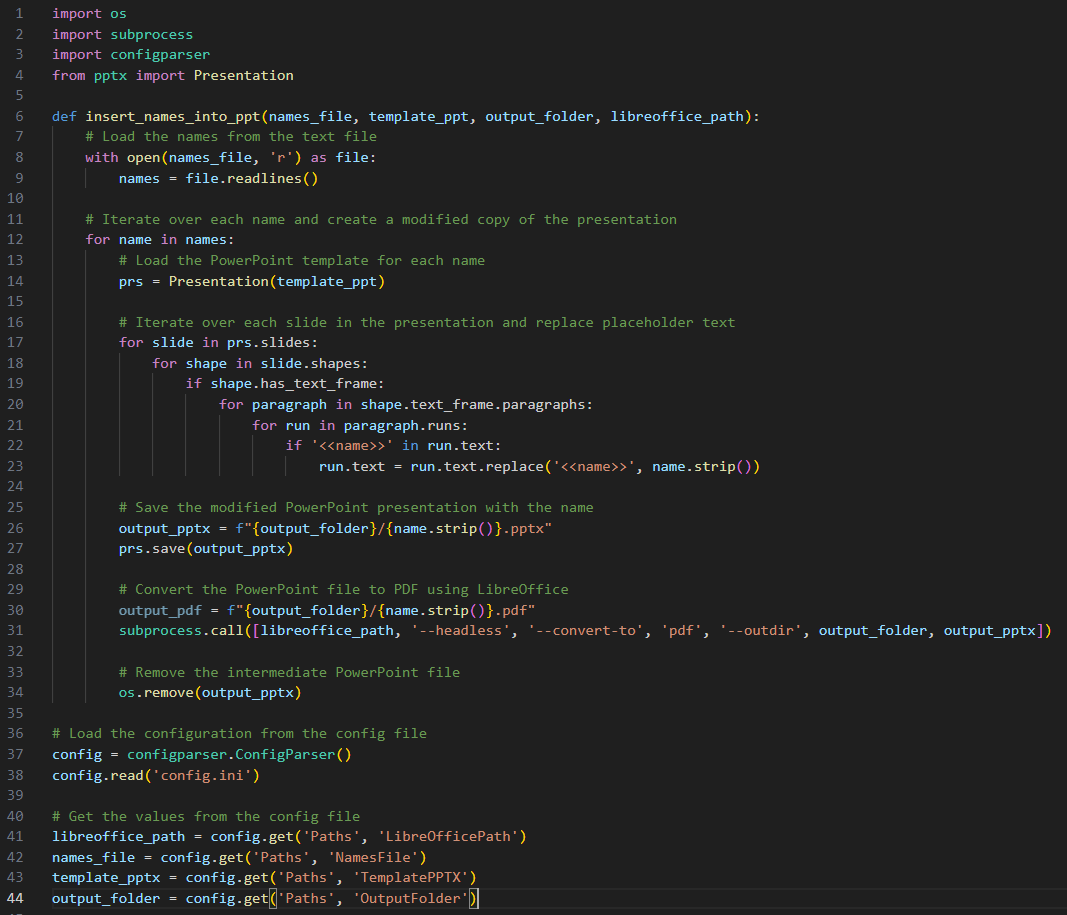 1 import os
2 import subprocess
3 import configparser
4 from pptx import Presentation
5
6 def insert_names_into_ppt(names_file, template_ppt, output_folder, libreoffice_path):
7     # Load the names from the text file
8     with open(names_file, 'r') as file:
9         names = file.readlines()
10
11     # Iterate over each name and create a modified copy of the presentation
12     for name in names:
13         # Load the PowerPoint template for each name
14         prs = Presentation(template_ppt)
15
16         # Iterate over each slide in the presentation and replace placeholder text
17         for slide in prs.slides:
18             for shape in slide.shapes:
19                 if shape.has_text_frame:
20                     for paragraph in shape.text_frame.paragraphs:
21                         for run in paragraph.runs:
22                             if '<<name>>' in run.text:
23                                 run.text = run.text.replace('<<name>>', name.strip())
24
25         # Save the modified PowerPoint presentation with the name
26         output_pptx = f"{output_folder}/{name.strip()}.pptx"
27         prs.save(output_pptx)
28
29         # Convert the PowerPoint file to PDF using LibreOffice
30         output_pdf = f"{output_folder}/{name.strip()}.pdf"
31         subprocess.call([libreoffice_path, '--headless', '--convert-to', 'pdf', '--outdir', output_folder, output_pptx])
32
33         # Remove the intermediate PowerPoint file
34         os.remove(output_pptx)
35
36 # Load the configuration from the config file
37 config = configparser.ConfigParser()
38 config.read('config.ini')
39
40 # Get the values from the config file
41 libreoffice_path = config.get('Paths', 'LibreOfficePath')
42 names_file = config.get('Paths', 'NamesFile')
43 template_pptx = config.get('Paths', 'TemplatePPTX')
44 output_folder = config.get('Paths', 'OutputFolder')